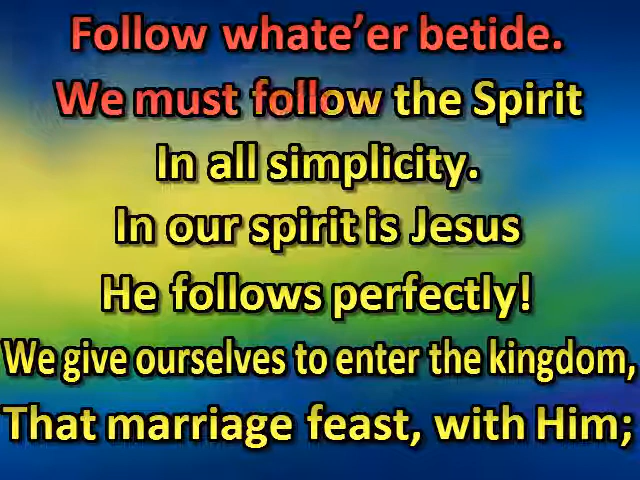 Follow whate’er betide.
We must follow the Spirit
In all simplicity.
In our spirit is Jesus
He follows perfectly!
We give ourselves to enter the kingdom,
That marriage feast, with Him;